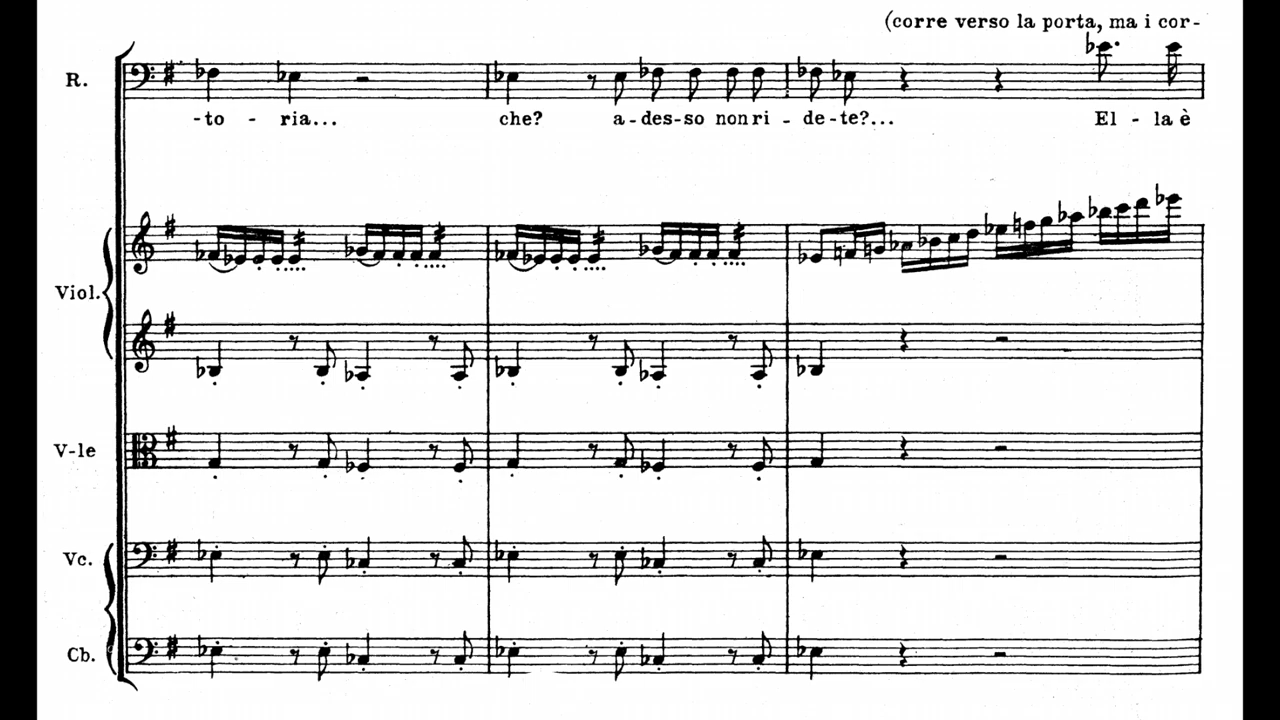 (corre verso la porta, ma i cor-
R.
-to - ria... che? a-des-so non ri - de-te?... El - la è
Viol.
V-le
Vc.
Cb.